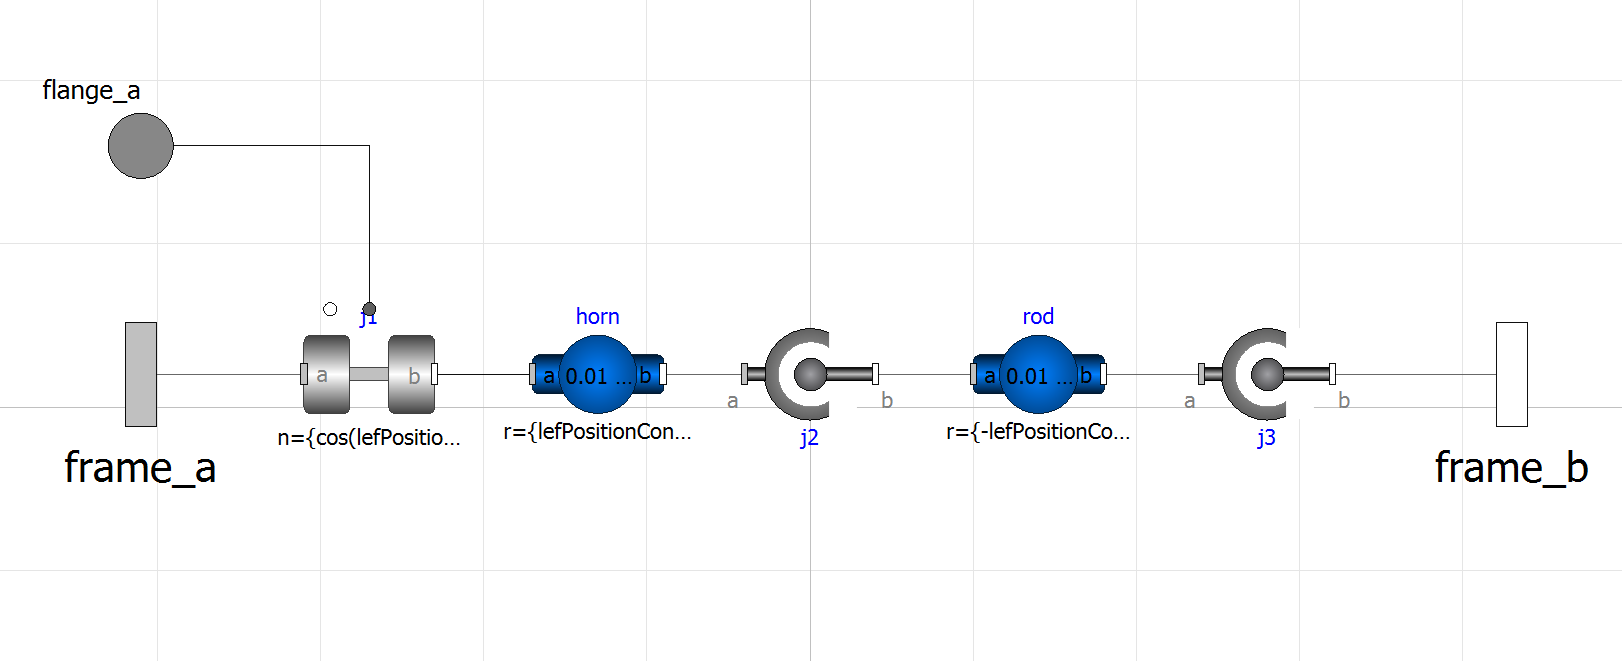 flange_a
j1
horn
rod
a
b
a 0.01 ... b
a 0.01 ... b
a
b
a
b
n={cos(lefPositio...
r={lefPositionCon...
j2
r={-lefPositionCo...
j3
frame_a
frame_b